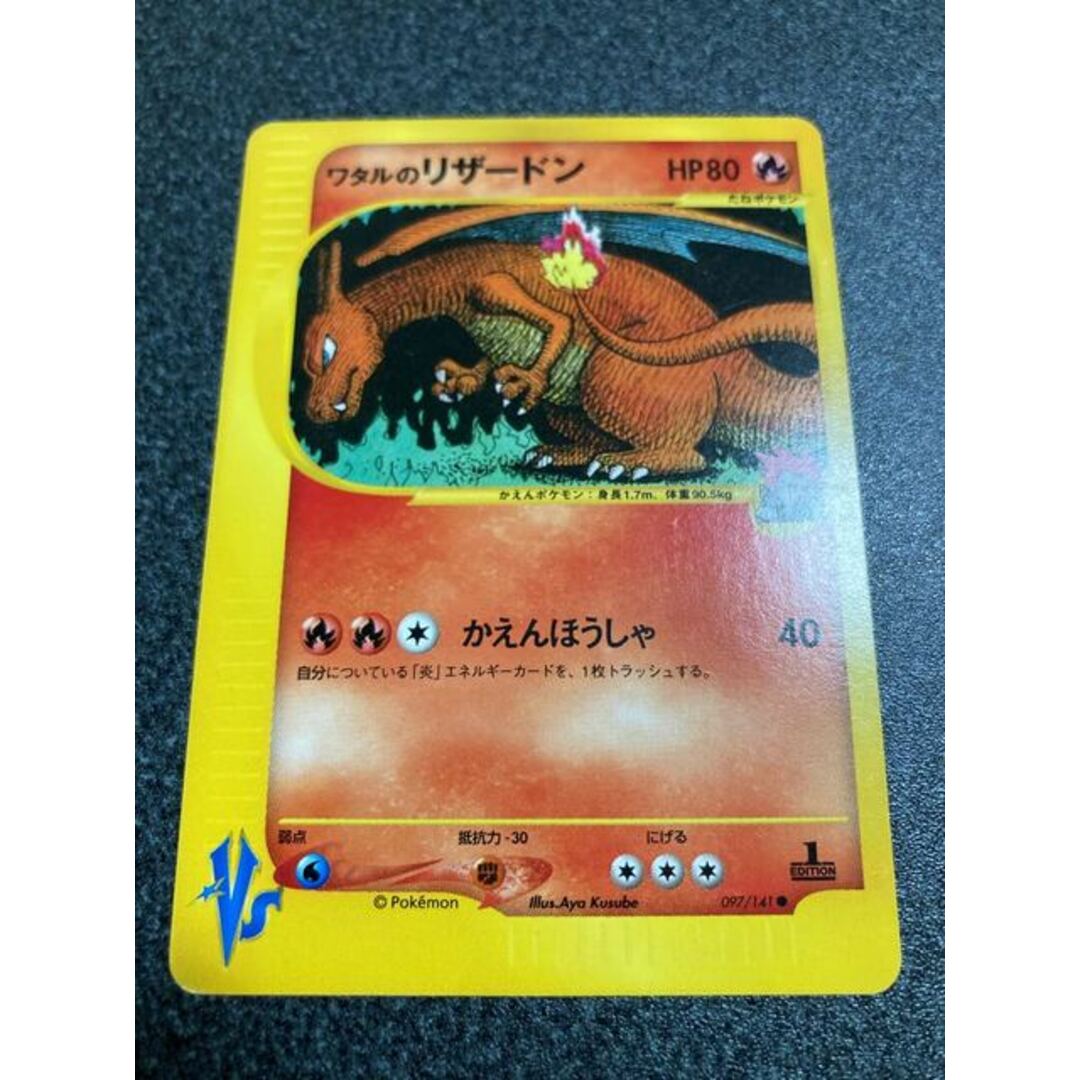 ワタルのリザードン HP80
たねポケモン
かえんポケモン：身長1.7m、体重90.5kg
かえんほうしゃ 40
自分についている「炎」エネルギーカードを、1枚トラッシュする。
弱点 抵抗力-30 にげる
1 EDITION
VS
© Pokémon Illus.Aya Kusube 097/141●